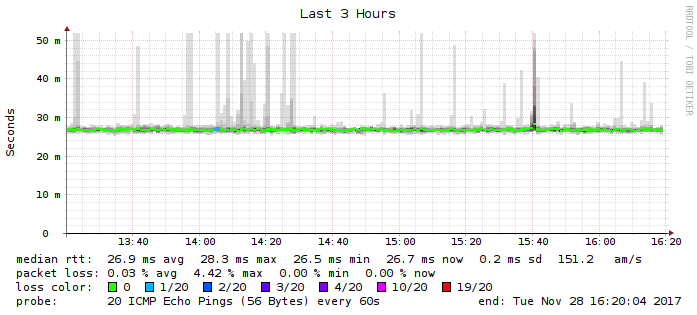 Last 3 Hours
RRDTOOL / TOBI OETIKER
Seconds
50 m
40 m
30 m
20 m
10 m
0
13:40 14:00 14:20 14:40 15:00 15:20 15:40 16:00 16:20
median rtt: 26.9 ms avg 28.3 ms max 26.5 ms min 26.7 ms now 0.2 ms sd 151.2 am/s
packet loss: 0.03 % avg 4.42 % max 0.00 % min 0.00 % now
loss color: 0 1/20 2/20 3/20 4/20 10/20 19/20
probe: 20 ICMP Echo Pings (56 Bytes) every 60s end: Tue Nov 28 16:20:04 2017